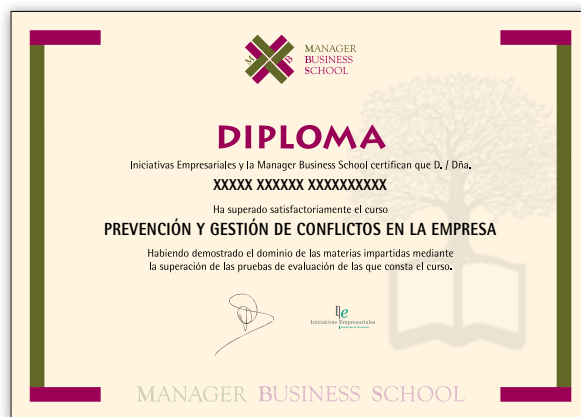 M B
MANAGER
BUSINESS
SCHOOL
DIPLOMA
Iniciativas Empresariales y la Manager Business School certifican que D. / Dña.
XXXXX XXXXXX XXXXXXXXXX
Ha superado satisfactoriamente el curso
PREVENCIÓN Y GESTIÓN DE CONFLICTOS EN LA EMPRESA
Habiendo demostrado el dominio de las materias impartidas mediante
la superación de las pruebas de evaluación de las que consta el curso.
Iniciativas Empresariales
MANAGER BUSINESS SCHOOL